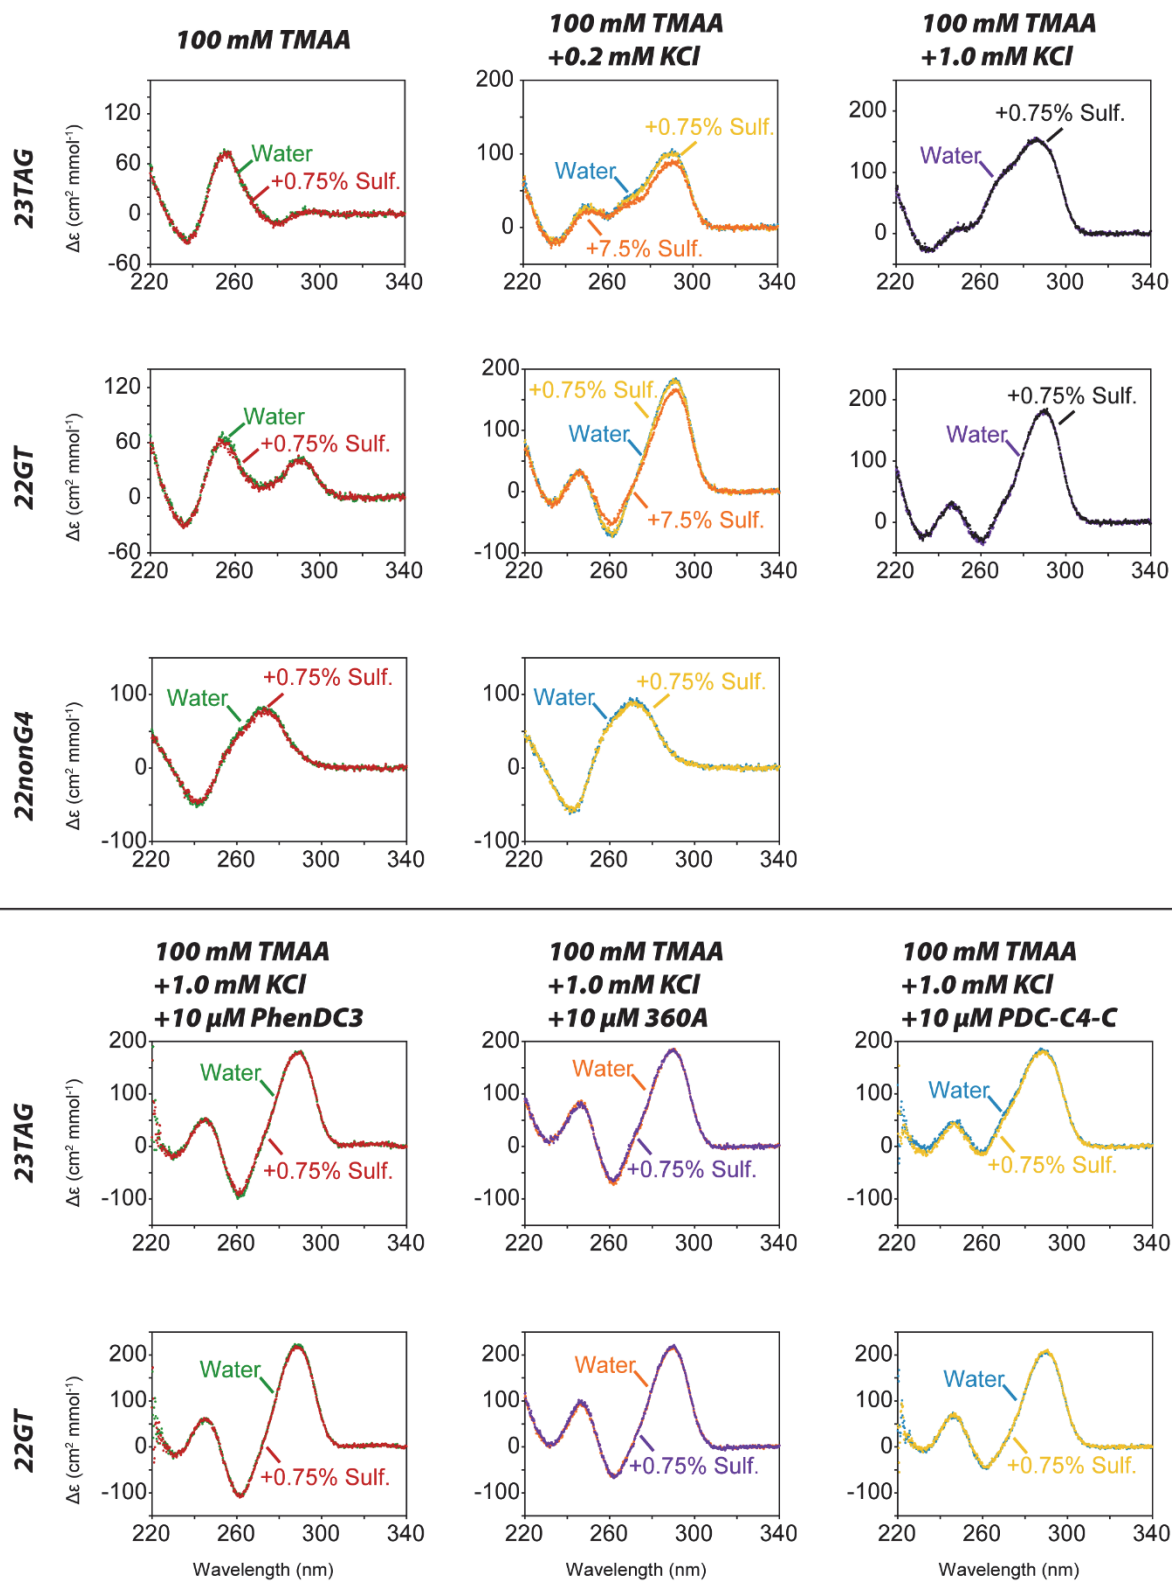 100 mM TMAA
100 mM TMAA
+0.2 mM KCl
100 mM TMAA
+1.0 mM KCl
23TAG
Δε (cm² mmol⁻¹)
120
60
0
-60
220 260 300 340
Water
+0.75% Sulf.
200
100
0
220 260 300 340
+0.75% Sulf.
Water
+7.5% Sulf.
200
100
0
220 260 300 340
+0.75% Sulf.
Water
22GT
Δε (cm² mmol⁻¹)
120
60
0
-60
220 260 300 340
Water
+0.75% Sulf.
200
100
0
-100
220 260 300 340
+0.75% Sulf.
Water
+7.5% Sulf.
200
100
0
220 260 300 340
+0.75% Sulf.
Water
22nonG4
Δε (cm² mmol⁻¹)
100
0
-100
220 260 300 340
+0.75% Sulf.
Water
100
0
-100
220 260 300 340
+0.75% Sulf.
Water
100 mM TMAA
+1.0 mM KCl
+10 µM PhenDC3
100 mM TMAA
+1.0 mM KCl
+10 µM 360A
100 mM TMAA
+1.0 mM KCl
+10 µM PDC-C4-C
23TAG
Δε (cm² mmol⁻¹)
200
100
0
-100
220 260 300 340
Water
+0.75% Sulf.
200
100
0
-100
220 260 300 340
Water
+0.75% Sulf.
200
100
0
-100
220 260 300 340
Water
+0.75% Sulf.
22GT
Δε (cm² mmol⁻¹)
200
100
0
-100
220 260 300 340
Water
+0.75% Sulf.
Wavelength (nm)
200
100
0
-100
220 260 300 340
Water
+0.75% Sulf.
Wavelength (nm)
200
100
0
-100
220 260 300 340
Water
+0.75% Sulf.
Wavelength (nm)